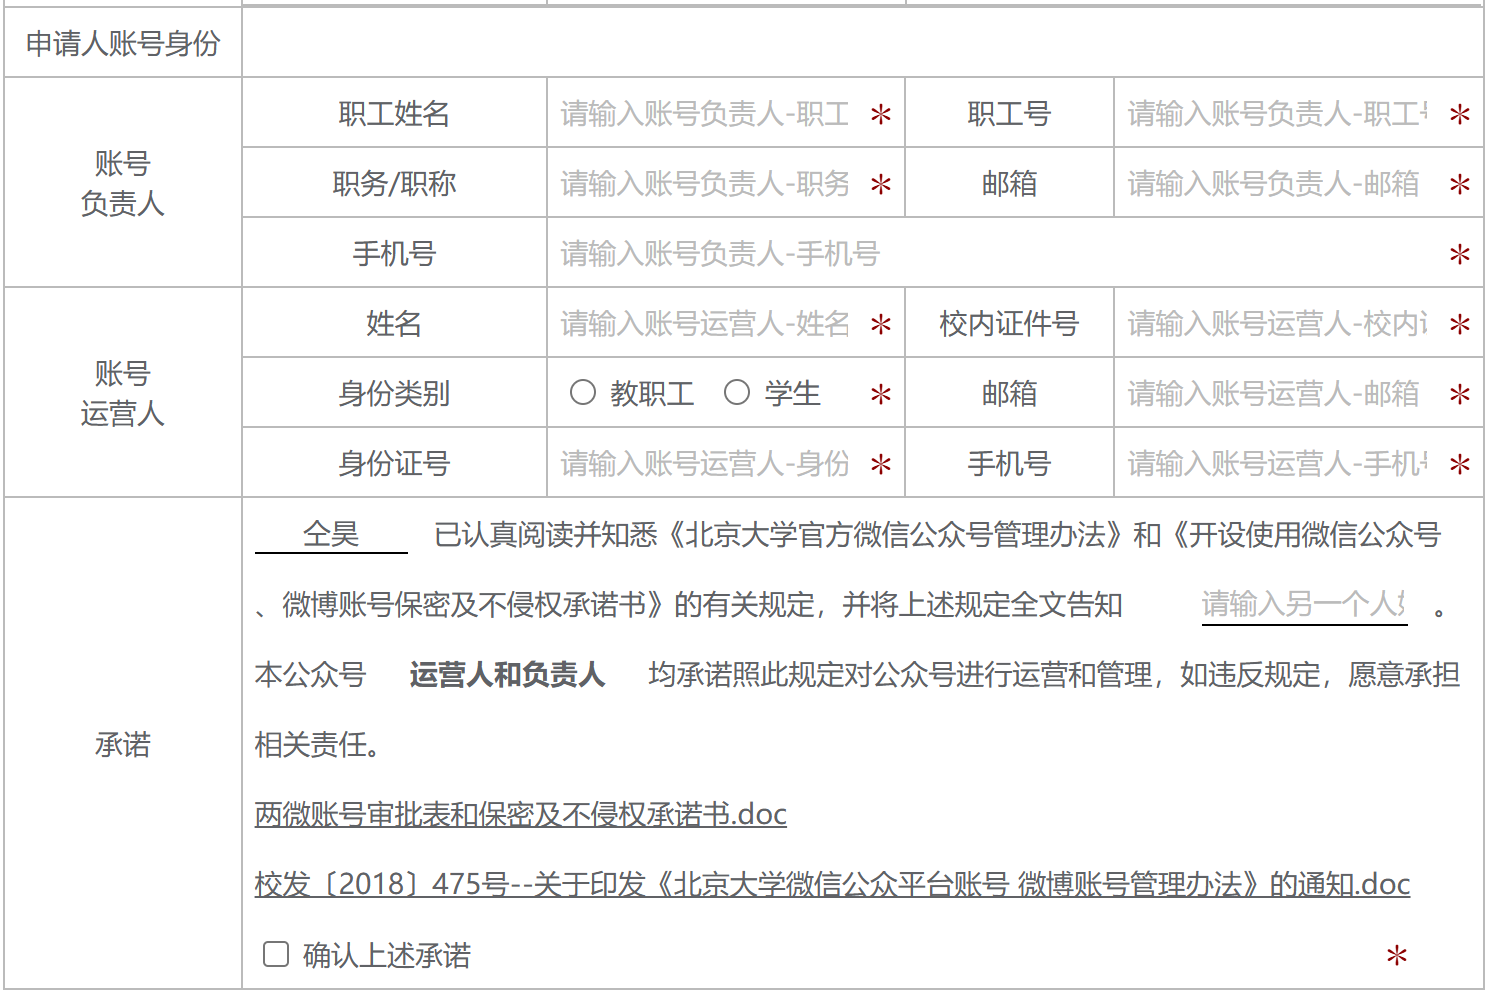 申请人账号身份
账号
负责人
职工姓名 请输入账号负责人-职工 * 职工号 请输入账号负责人-职工 *
职务/职称 请输入账号负责人-职务 * 邮箱 请输入账号负责人-邮箱 *
手机号 请输入账号负责人-手机号 *
账号
运营人
姓名 请输入账号运营人-姓名 * 校内证件号 请输入账号运营人-校内 *
身份类别 教职工 学生 * 邮箱 请输入账号运营人-邮箱 *
身份证号 请输入账号运营人-身份 * 手机号 请输入账号运营人-手机 *
承诺
仝昊 已认真阅读并知悉《北京大学官方微信公众号管理办法》和《开设使用微信公众号
、微博账号保密及不侵权承诺书》的有关规定，并将上述规定全文告知 请输入另一个人 。
本公众号 运营人和负责人 均承诺照此规定对公众号进行运营和管理，如违反规定，愿意承担
相关责任。
两微账号审批表和保密及不侵权承诺书.doc
校发〔2018〕475号--关于印发《北京大学微信公众平台账号 微博账号管理办法》的通知.doc
确认上述承诺 *